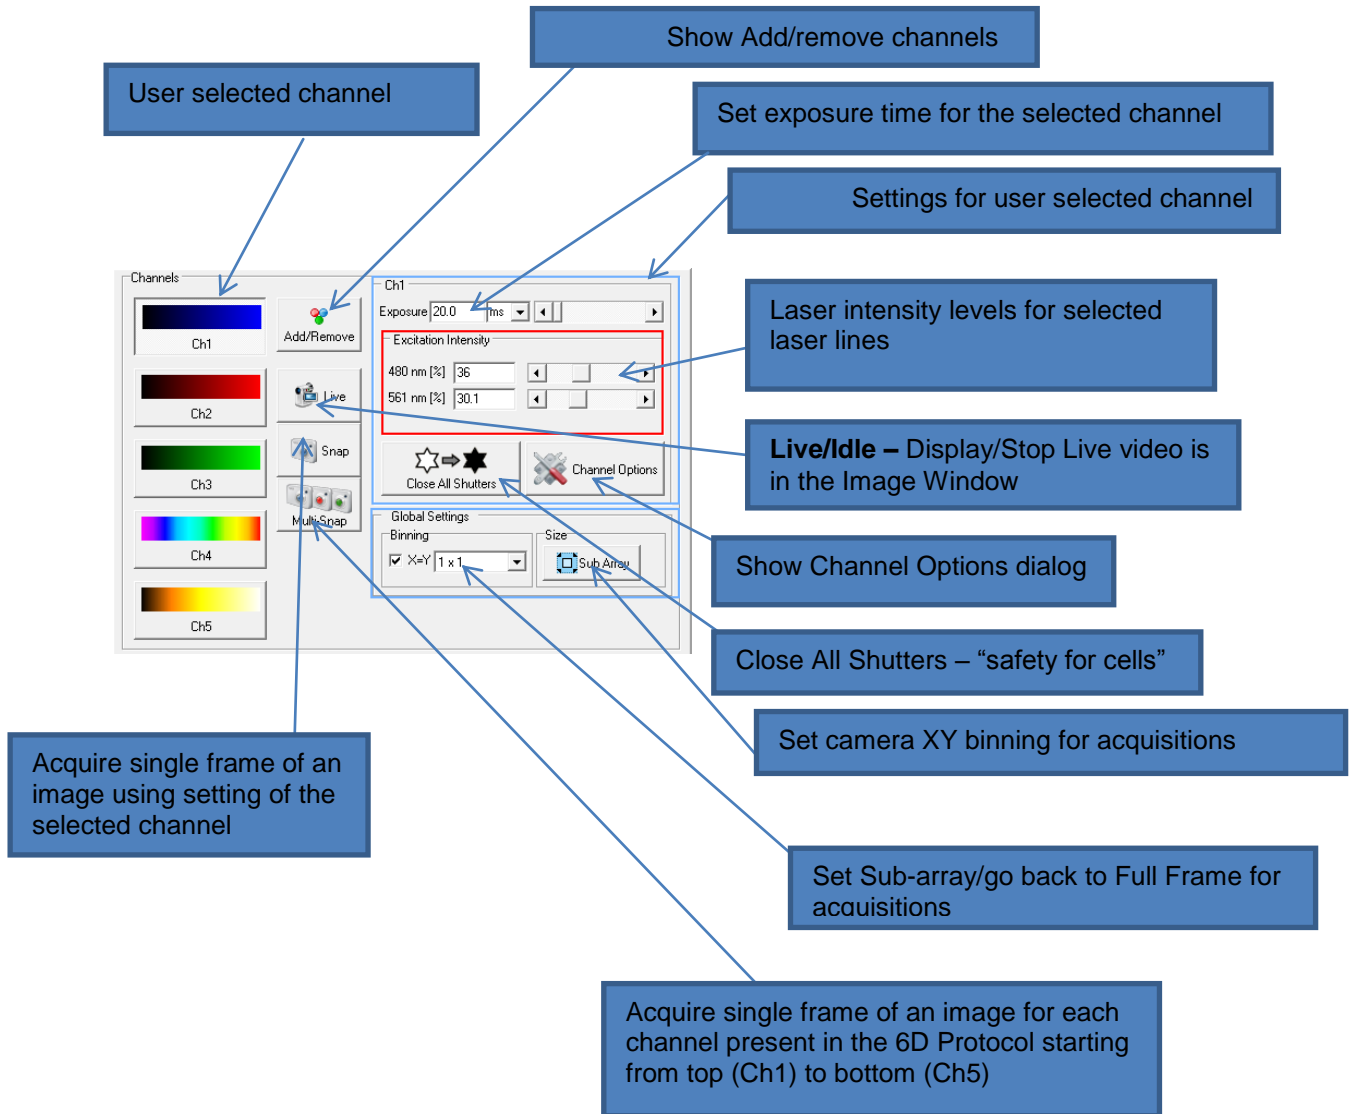 Show Add/remove channels
User selected channel
Set exposure time for the selected channel
Settings for user selected channel
Channels
Ch1
Add/Remove
Ch2
Live
Ch3
Snap
Ch4
Multi-Snap
Ch5
Ch1
Exposure 20.0 ms
Excitation Intensity
480 nm [%] 36
561 nm [%] 30.1
Close All Shutters
Channel Options
Global Settings
Binning
X=Y 1 x 1
Size
Sub Array
Laser intensity levels for selected
laser lines
Live/Idle – Display/Stop Live video is
in the Image Window
Show Channel Options dialog
Close All Shutters – “safety for cells”
Set camera XY binning for acquisitions
Acquire single frame of an
image using setting of the
selected channel
Set Sub-array/go back to Full Frame for
acquisitions
Acquire single frame of an image for each
channel present in the 6D Protocol starting
from top (Ch1) to bottom (Ch5)